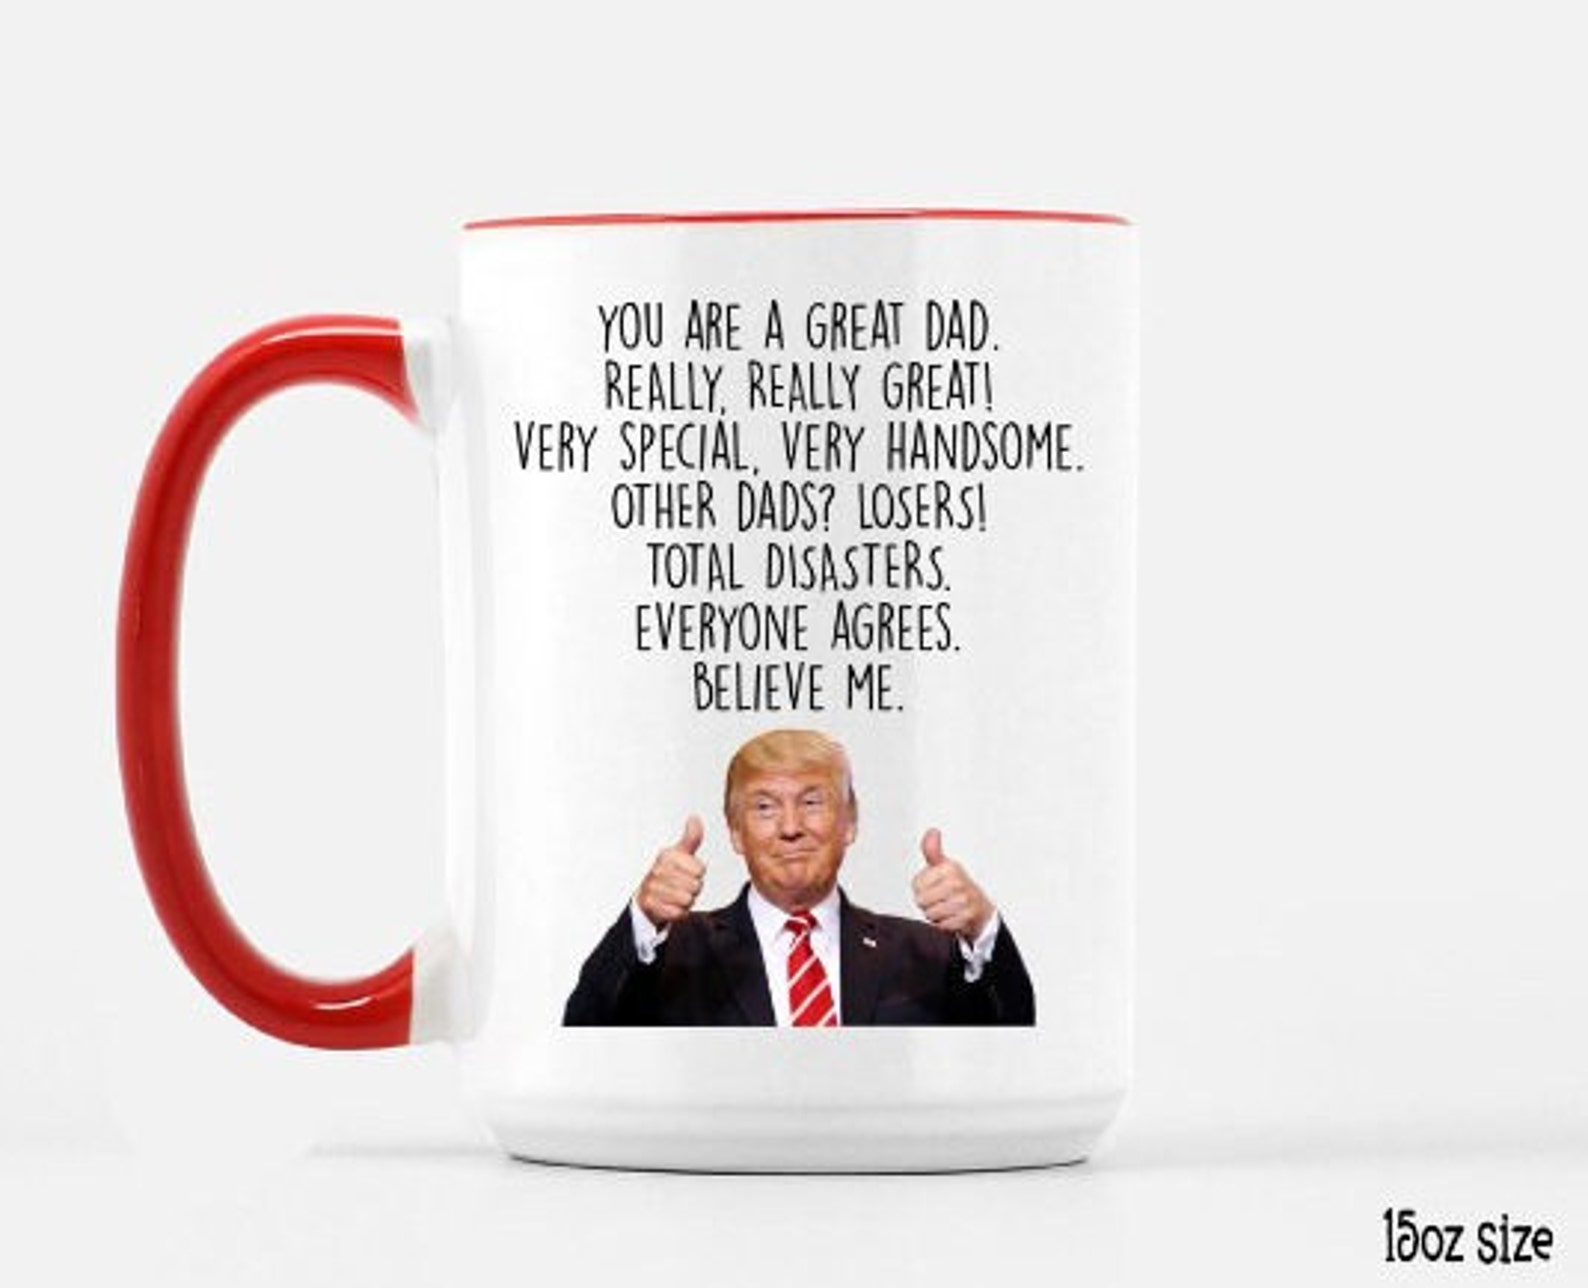 YOU ARE A GREAT DAD.
REALLY, REALLY GREAT!
VERY SPECIAL, VERY HANDSOME.
OTHER DADS? LOSERS!
TOTAL DISASTERS.
EVERYONE AGREES.
BELIEVE ME.
15oz size